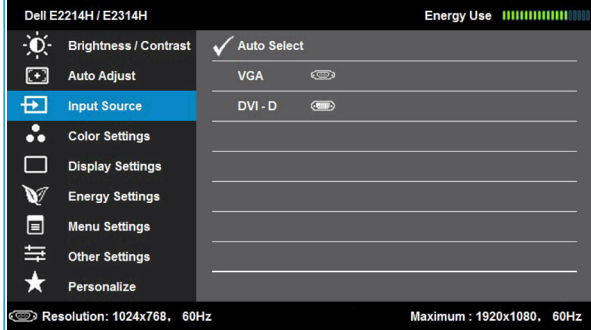 Dell E2214H / E2314H Energy Use
Brightness / Contrast Auto Select
Auto Adjust VGA
Input Source DVI - D
Color Settings
Display Settings
Energy Settings
Menu Settings
Other Settings
Personalize
Resolution: 1024x768, 60Hz Maximum : 1920x1080, 60Hz